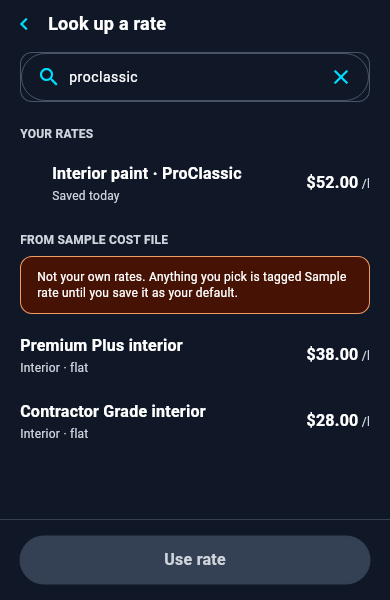 Look up a rate
proclassic
YOUR RATES
Interior paint · ProClassic
$52.00 /l
Saved today
FROM SAMPLE COST FILE
Not your own rates. Anything you pick is tagged Sample
rate until you save it as your default.
Premium Plus interior
$38.00 /l
Interior · flat
Contractor Grade interior
$28.00 /l
Interior · flat
Use rate